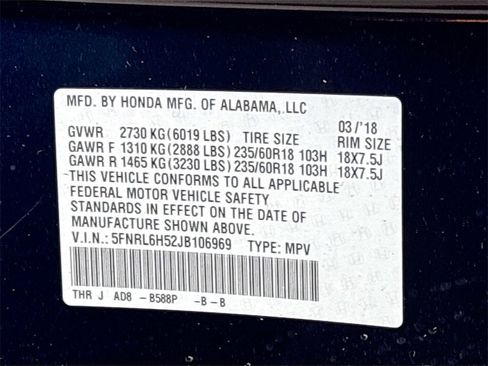 MFD. BY HONDA MFG. OF ALABAMA, LLC
03/'18
GVWR 2730 KG (6019 LBS) TIRE SIZE RIM SIZE
GAWR F 1310 KG (2888 LBS) 235/60R18 103H 18X7.5J
GAWR R 1465 KG (3230 LBS) 235/60R18 103H 18X7.5J
THIS VEHICLE CONFORMS TO ALL APPLICABLE
FEDERAL MOTOR VEHICLE SAFETY
STANDARDS IN EFFECT ON THE DATE OF
MANUFACTURE SHOWN ABOVE.
V.I.N.: 5FNRL6H52JB106969 TYPE: MPV
THR J AD8 - B588P - B - B